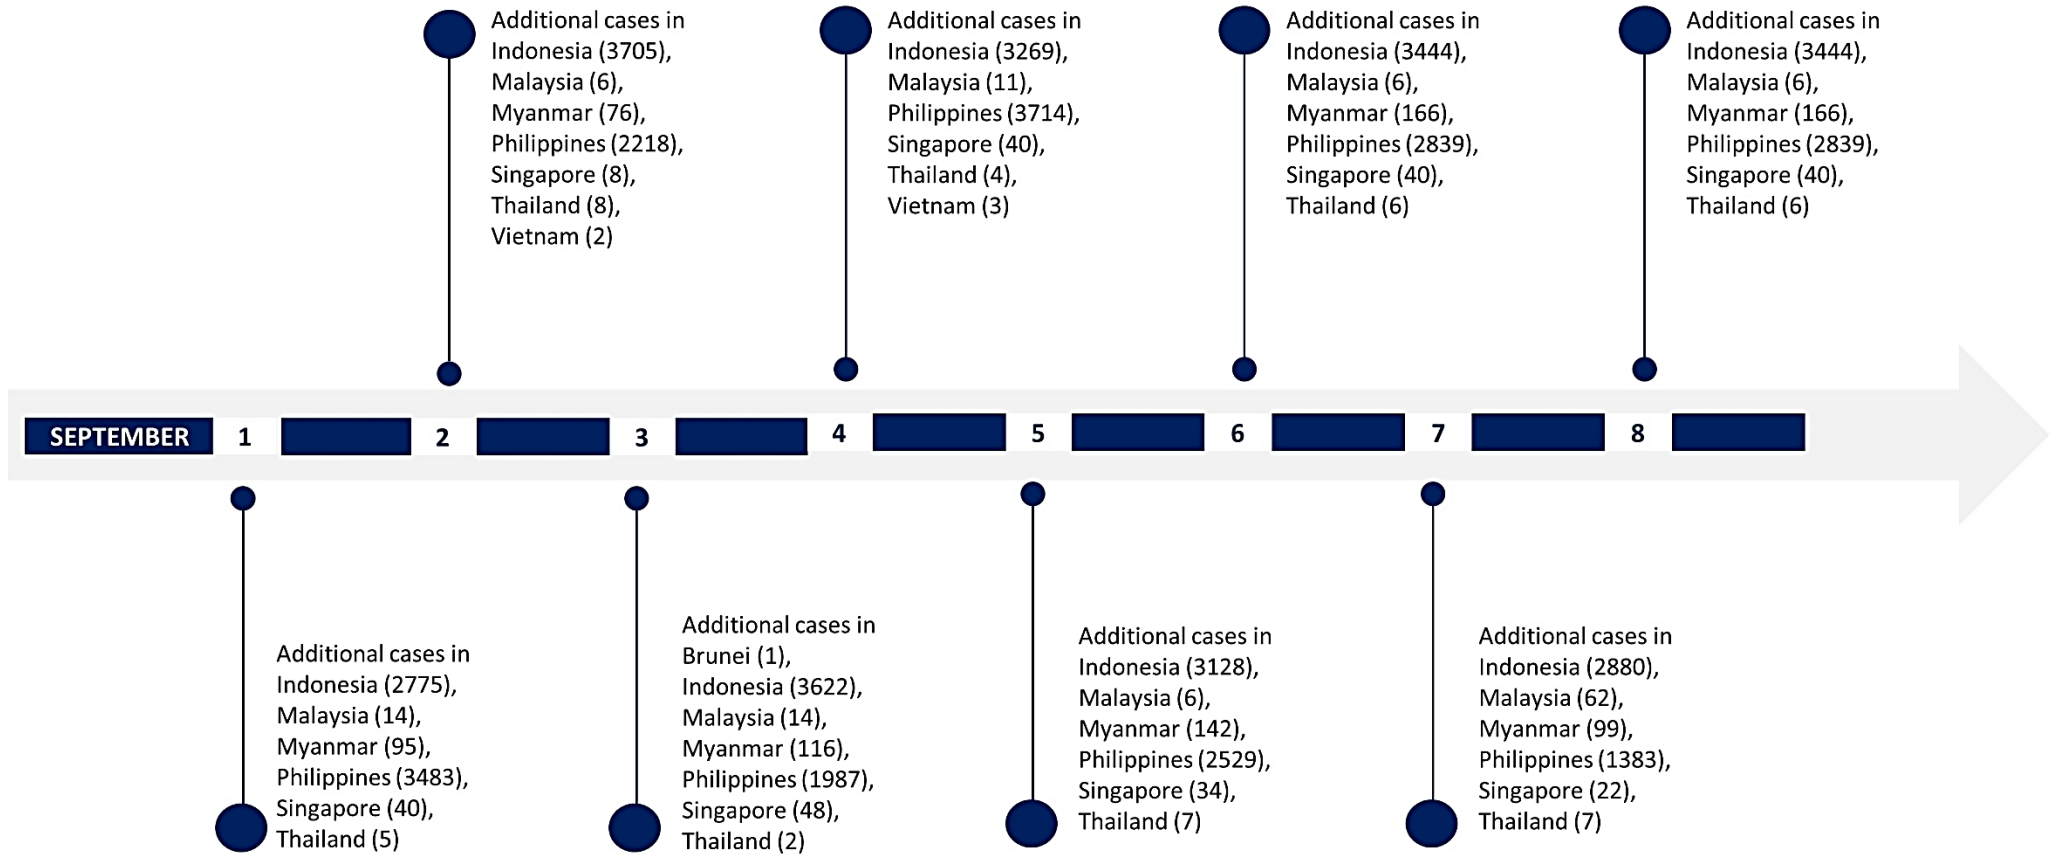 Additional cases in
Indonesia (3705),
Malaysia (6),
Myanmar (76),
Philippines (2218),
Singapore (8),
Thailand (8),
Vietnam (2)
Additional cases in
Indonesia (3269),
Malaysia (11),
Philippines (3714),
Singapore (40),
Thailand (4),
Vietnam (3)
Additional cases in
Indonesia (3444),
Malaysia (6),
Myanmar (166),
Philippines (2839),
Singapore (40),
Thailand (6)
Additional cases in
Indonesia (3444),
Malaysia (6),
Myanmar (166),
Philippines (2839),
Singapore (40),
Thailand (6)
SEPTEMBER 1 2 3 4 5 6 7 8
Additional cases in
Indonesia (2775),
Malaysia (14),
Myanmar (95),
Philippines (3483),
Singapore (40),
Thailand (5)
Additional cases in
Brunei (1),
Indonesia (3622),
Malaysia (14),
Myanmar (116),
Philippines (1987),
Singapore (48),
Thailand (2)
Additional cases in
Indonesia (3128),
Malaysia (6),
Myanmar (142),
Philippines (2529),
Singapore (34),
Thailand (7)
Additional cases in
Indonesia (2880),
Malaysia (62),
Myanmar (99),
Philippines (1383),
Singapore (22),
Thailand (7)